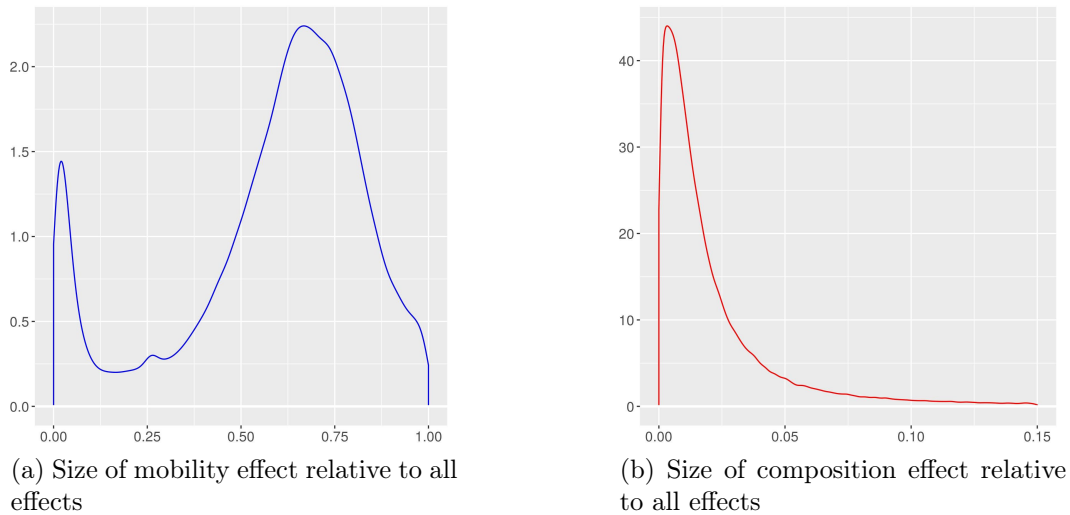 2.0
1.5
1.0
0.5
0.0
0.00 0.25 0.50 0.75 1.00
(a) Size of mobility effect relative to all
effects
40
30
20
10
0
0.00 0.05 0.10 0.15
(b) Size of composition effect relative
to all effects